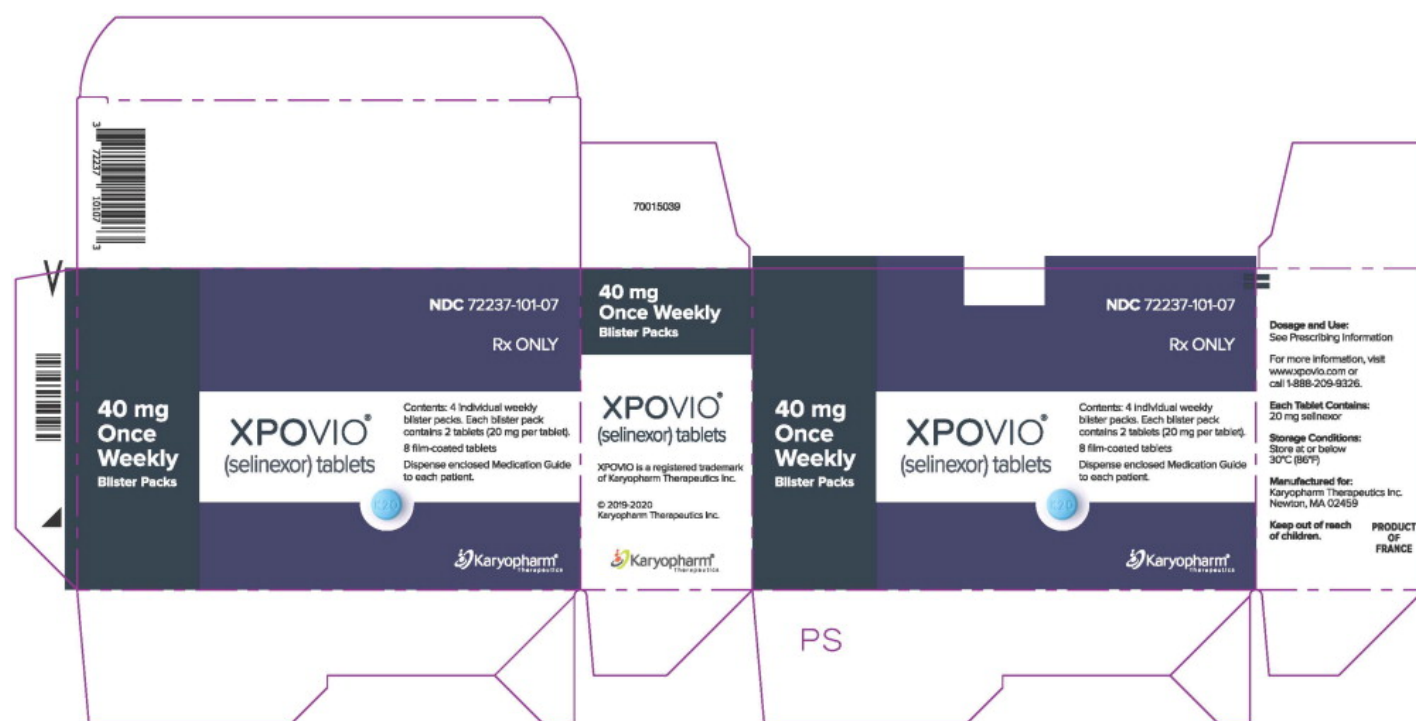 3 72237 10107 3
70015039
40 mg
Once
Weekly
Blister Packs
NDC 72237-101-07
Rx ONLY
XPOVIO®
(selinexor) tablets
Contents: 4 individual weekly
blister packs. Each blister pack
contains 2 tablets (20 mg per tablet).
8 film-coated tablets
Dispense enclosed Medication Guide
to each patient.
K20
Karyopharm®
Therapeutics
40 mg
Once Weekly
Blister Packs
XPOVIO®
(selinexor) tablets
XPOVIO is a registered trademark
of Karyopharm Therapeutics Inc.
© 2019-2020
Karyopharm Therapeutics Inc.
Karyopharm®
Therapeutics
40 mg
Once
Weekly
Blister Packs
NDC 72237-101-07
Rx ONLY
XPOVIO®
(selinexor) tablets
Contents: 4 individual weekly
blister packs. Each blister pack
contains 2 tablets (20 mg per tablet).
8 film-coated tablets
Dispense enclosed Medication Guide
to each patient.
K20
Karyopharm®
Therapeutics
Dosage and Use:
See Prescribing Information
For more information, visit
www.xpovio.com or
call 1-888-209-9326.
Each Tablet Contains:
20 mg selinexor
Storage Conditions:
Store at or below
30°C (86°F)
Manufactured for:
Karyopharm Therapeutics Inc.
Newton, MA 02459
Keep out of reach
of children.
PRODUCT
OF
FRANCE
PS